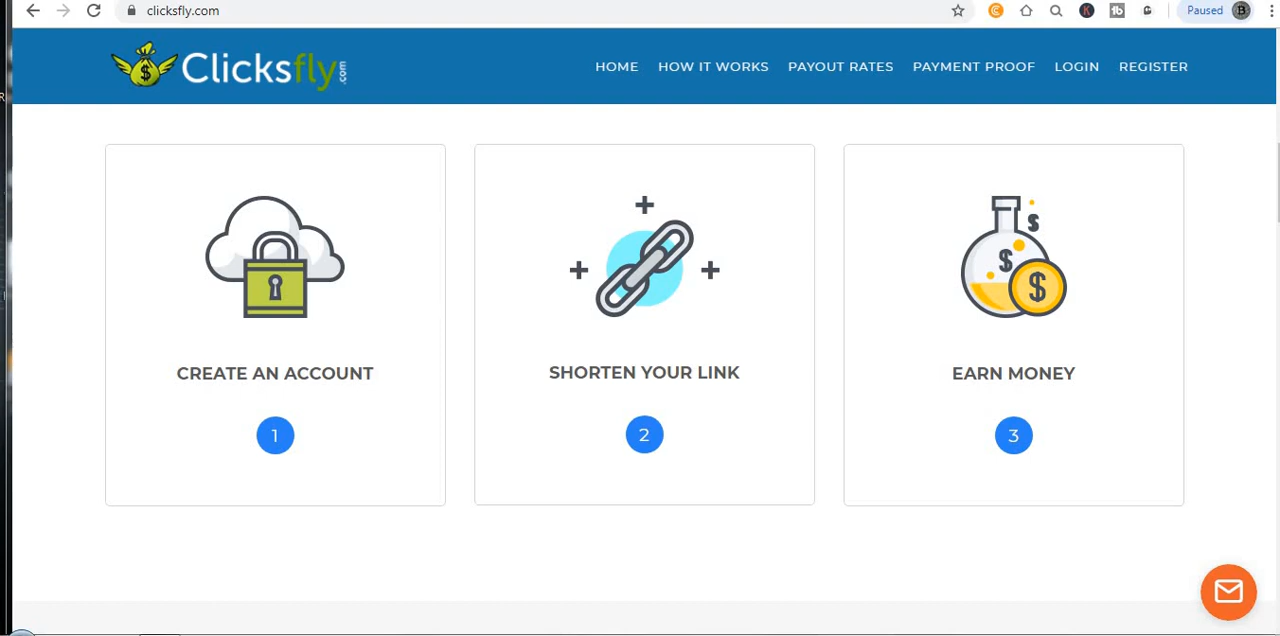 clicksfly.com
Paused
Clicksfly.com
HOME HOW IT WORKS PAYOUT RATES PAYMENT PROOF LOGIN REGISTER
CREATE AN ACCOUNT
1
SHORTEN YOUR LINK
2
EARN MONEY
3